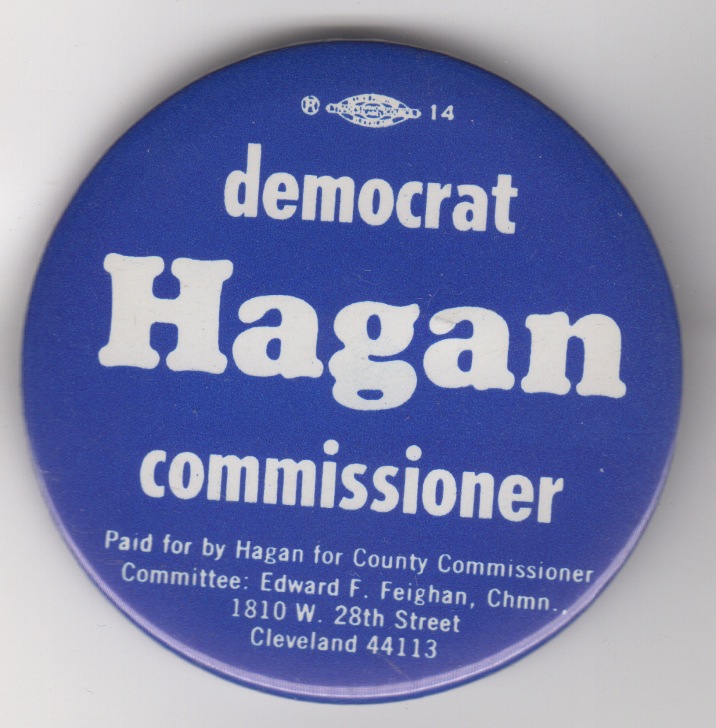 ® 14
democrat
Hagan
commissioner
Paid for by Hagan for County Commissioner
Committee: Edward F. Feighan, Chmn.,
1810 W. 28th Street
Cleveland 44113